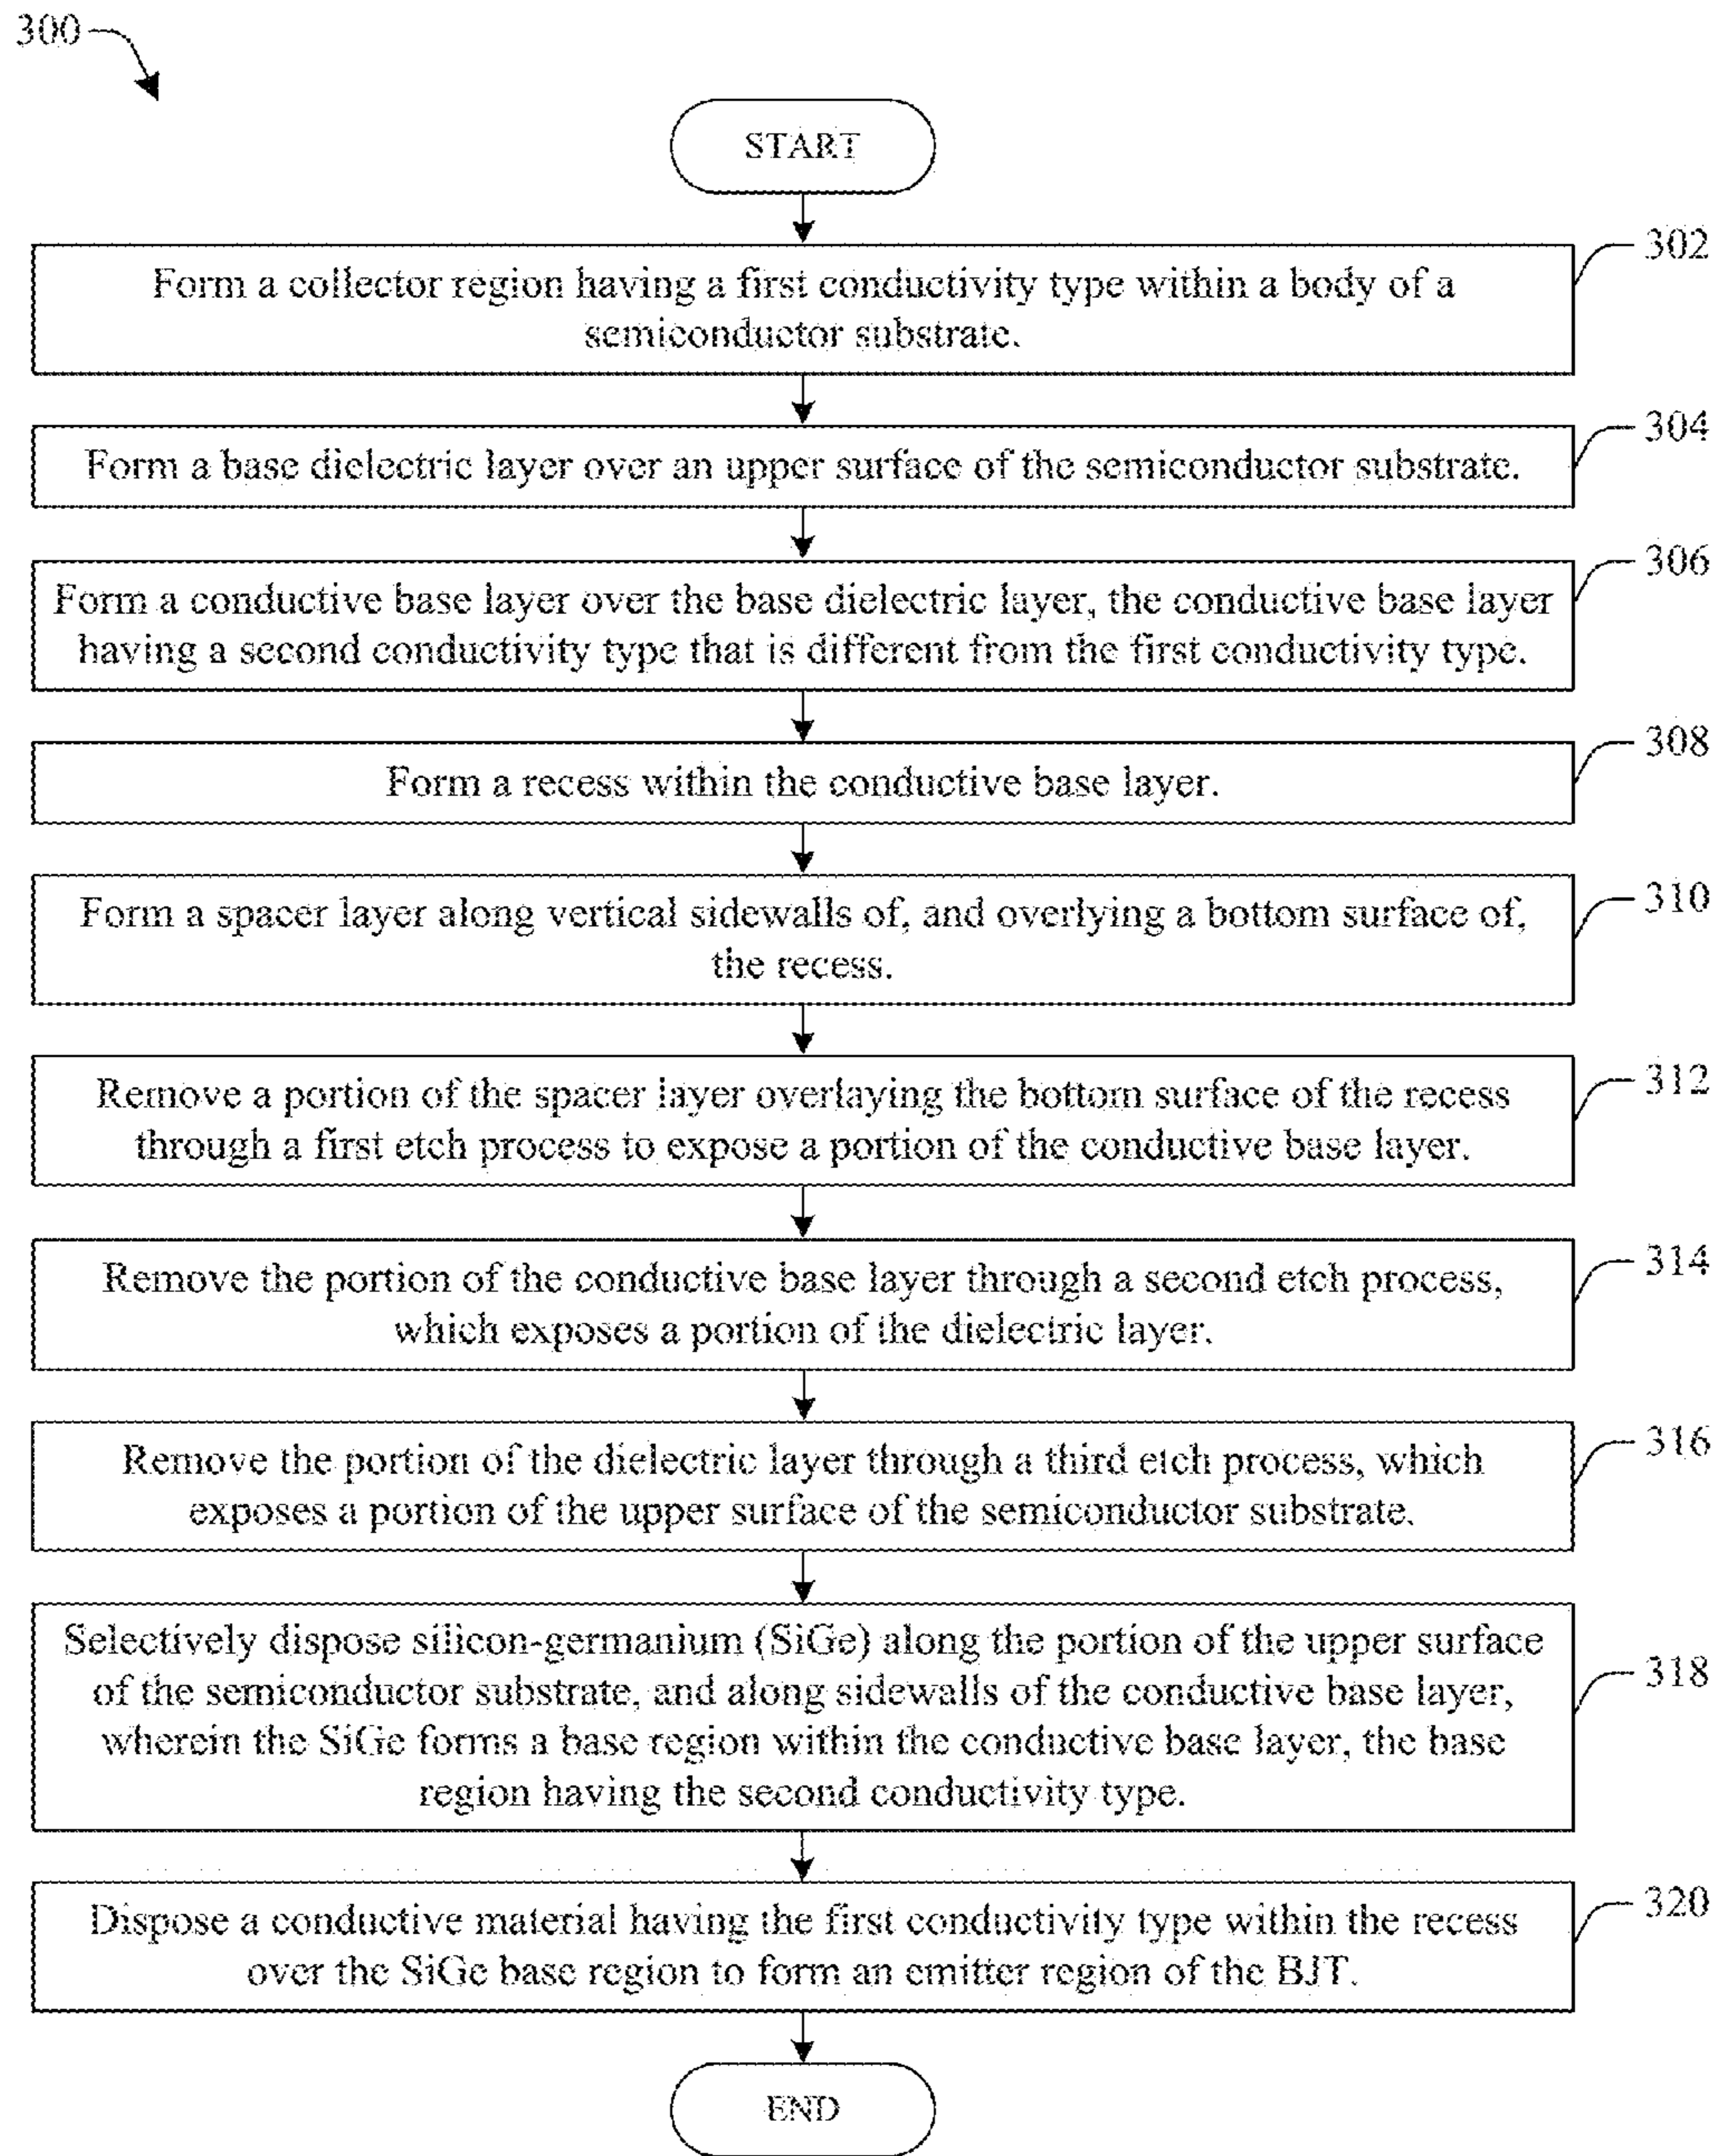 300
START
302
Form a collector region having a first conductivity type within a body of a
semiconductor substrate.
304
Form a base dielectric layer over an upper surface of the semiconductor substrate.
306
Form a conductive base layer over the base dielectric layer, the conductive base layer
having a second conductivity type that is different from the first conductivity type.
308
Form a recess within the conductive base layer.
310
Form a spacer layer along vertical sidewalls of, and overlying a bottom surface of,
the recess.
312
Remove a portion of the spacer layer overlaying the bottom surface of the recess
through a first etch process to expose a portion of the conductive base layer.
314
Remove the portion of the conductive base layer through a second etch process,
which exposes a portion of the dielectric layer.
316
Remove the portion of the dielectric layer through a third etch process, which
exposes a portion of the upper surface of the semiconductor substrate.
318
Selectively dispose silicon-germanium (SiGe) along the portion of the upper surface
of the semiconductor substrate, and along sidewalls of the conductive base layer,
wherein the SiGe forms a base region within the conductive base layer, the base
region having the second conductivity type.
320
Dispose a conductive material having the first conductivity type within the recess
over the SiGe base region to form an emitter region of the BJT.
END